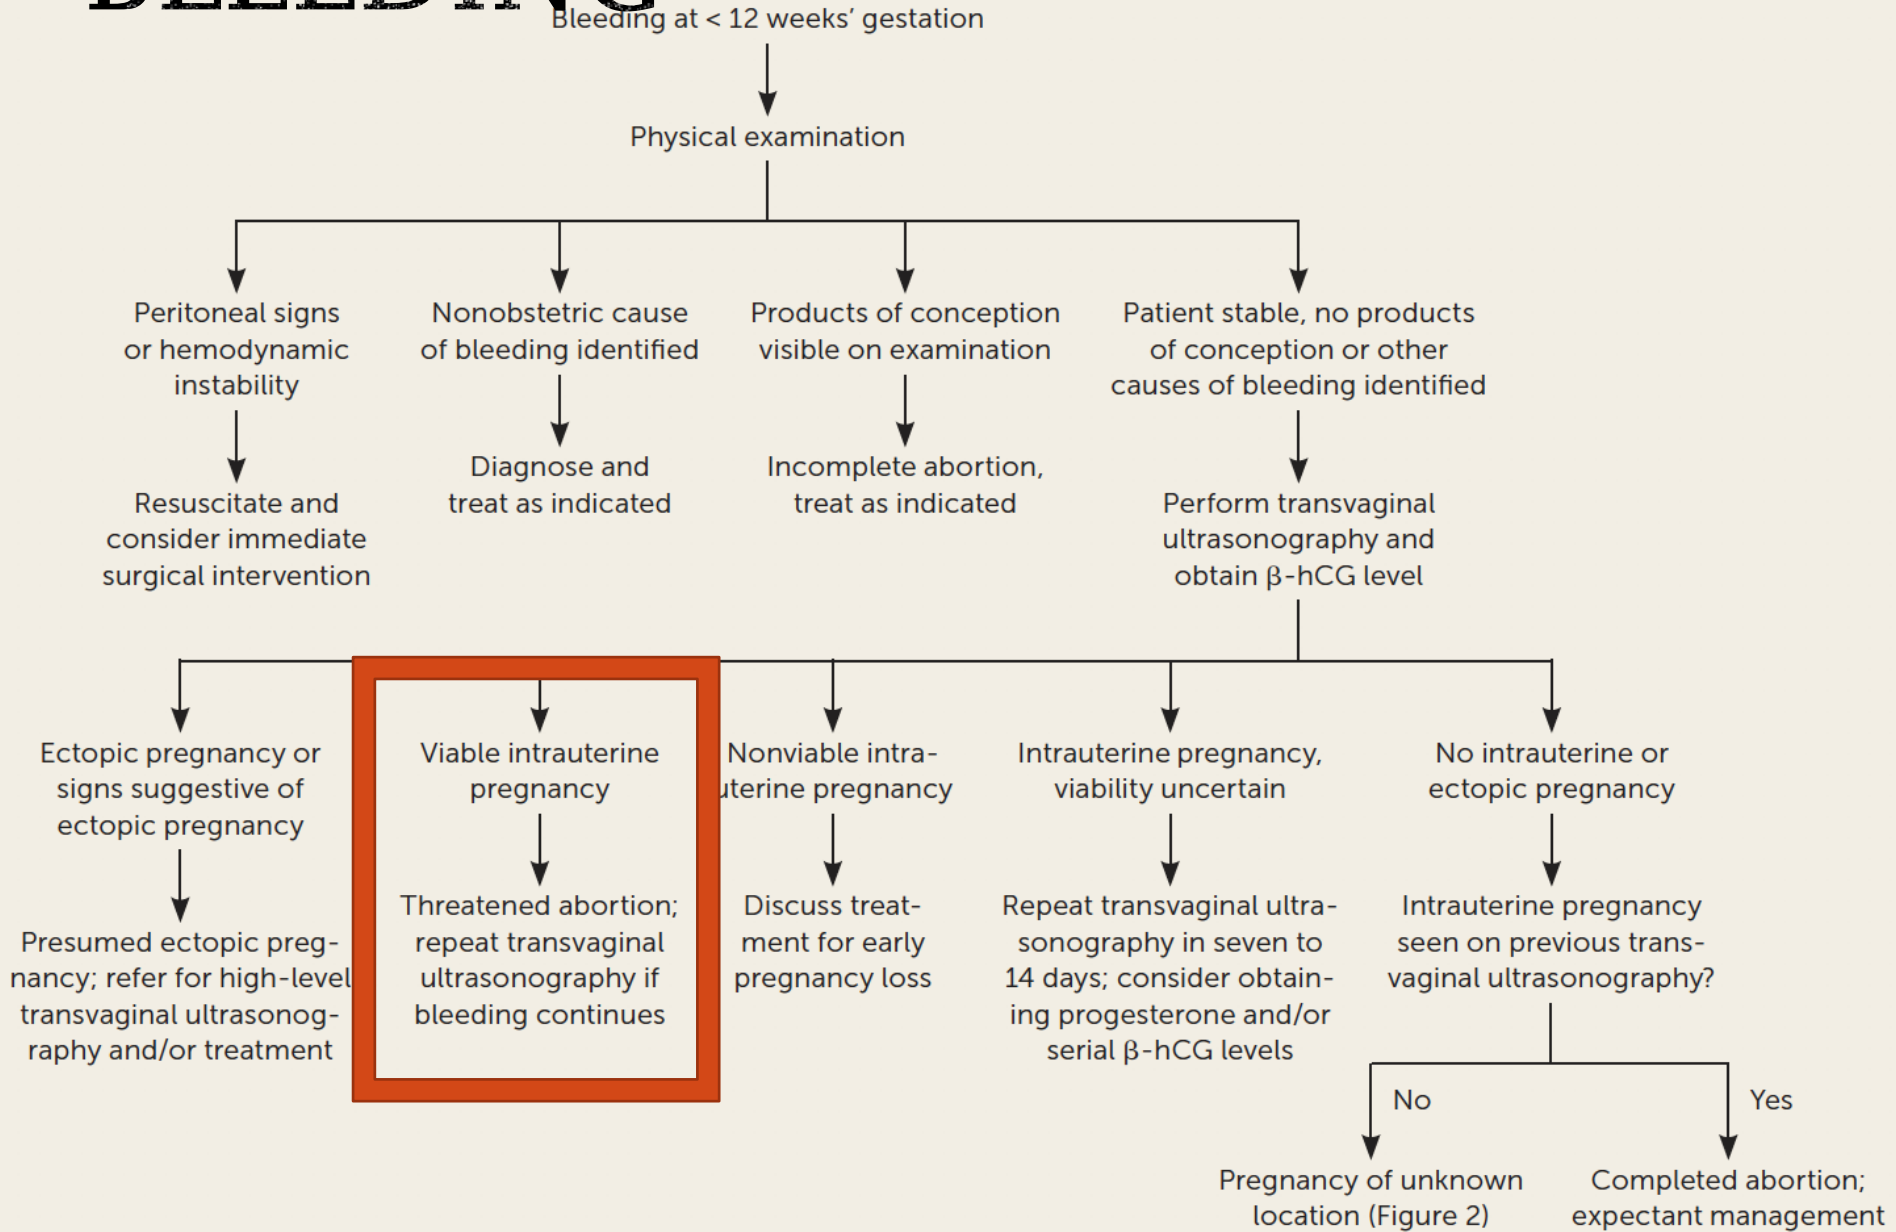 BLEEDING
Bleeding at < 12 weeks’ gestation
Physical examination
Peritoneal signs
or hemodynamic
instability
Resuscitate and
consider immediate
surgical intervention
Nonobstetric cause
of bleeding identified
Diagnose and
treat as indicated
Products of conception
visible on examination
Incomplete abortion,
treat as indicated
Patient stable, no products
of conception or other
causes of bleeding identified
Perform transvaginal
ultrasonography and
obtain β-hCG level
Ectopic pregnancy or
signs suggestive of
ectopic pregnancy
Presumed ectopic preg-
nancy; refer for high-level
transvaginal ultrasonog-
raphy and/or treatment
Viable intrauterine
pregnancy
Threatened abortion;
repeat transvaginal
ultrasonography if
bleeding continues
Nonviable intra-
uterine pregnancy
Discuss treat-
ment for early
pregnancy loss
Intrauterine pregnancy,
viability uncertain
Repeat transvaginal ultra-
sonography in seven to
14 days; consider obtain-
ing progesterone and/or
serial β-hCG levels
No intrauterine or
ectopic pregnancy
Intrauterine pregnancy
seen on previous trans-
vaginal ultrasonography?
No
Yes
Pregnancy of unknown
location (Figure 2)
Completed abortion;
expectant management